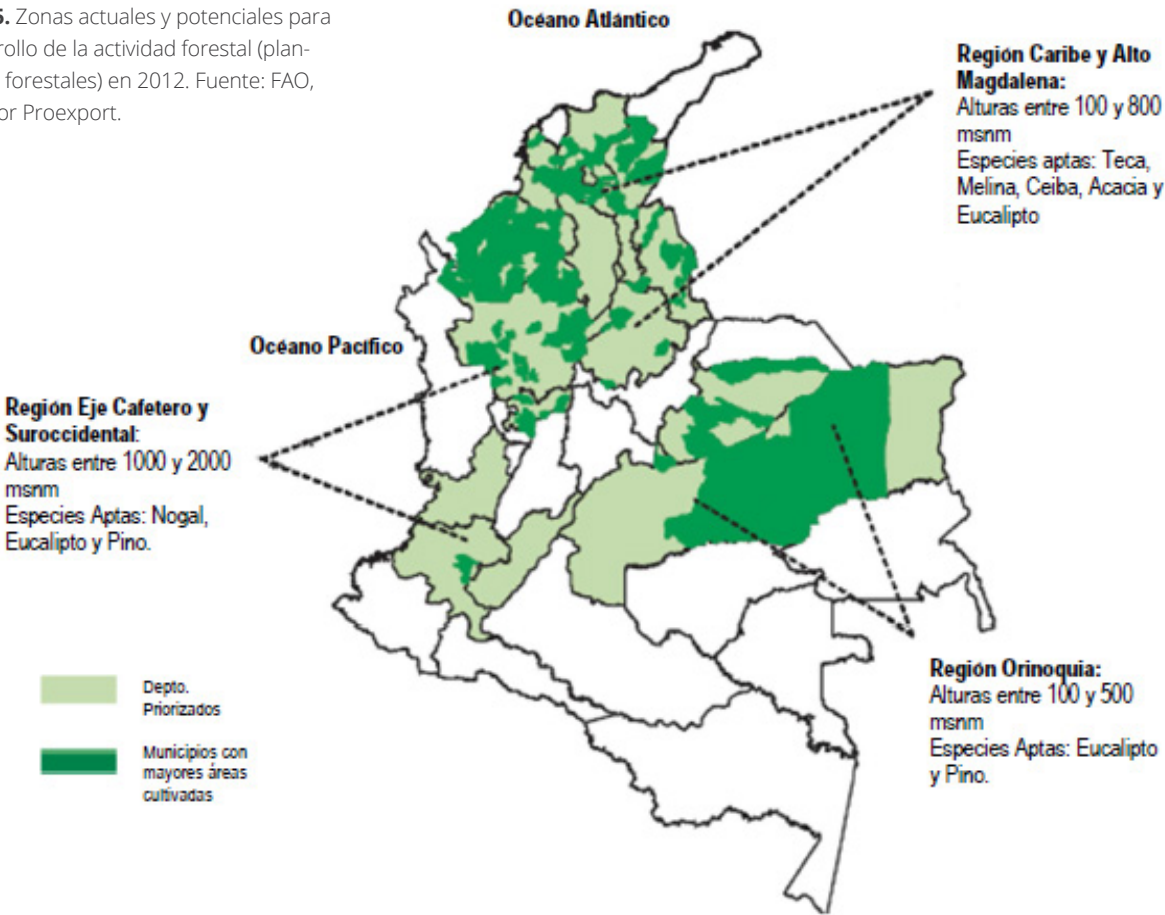 5. Zonas actuales y potenciales para
rollo de la actividad forestal (plan-
forestales) en 2012. Fuente: FAO,
or Proexport.
Océano Atlántico
Región Caribe y Alto
Magdalena:
Alturas entre 100 y 800
msnm
Especies aptas: Teca,
Melina, Ceiba, Acacia y
Eucalipto
Océano Pacífico
Región Eje Cafetero y
Suroccidental:
Alturas entre 1000 y 2000
msnm
Especies Aptas: Nogal,
Eucalipto y Pino.
Región Orinoquia:
Alturas entre 100 y 500
msnm
Especies Aptas: Eucalipto
y Pino.
Depto.
Priorizados
Municipios con
mayores áreas
cultivadas